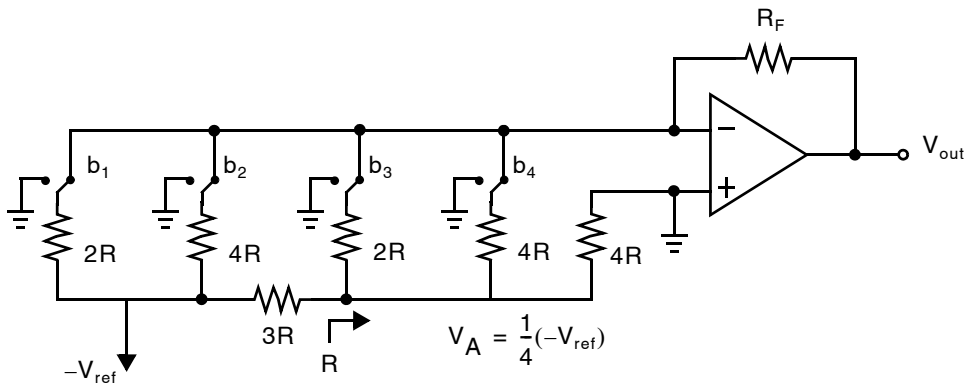 R_F
b_1
b_2
b_3
b_4
−
+
V_out
2R
4R
2R
4R
4R
3R
R
V_A = 1/4(−V_ref)
−V_ref